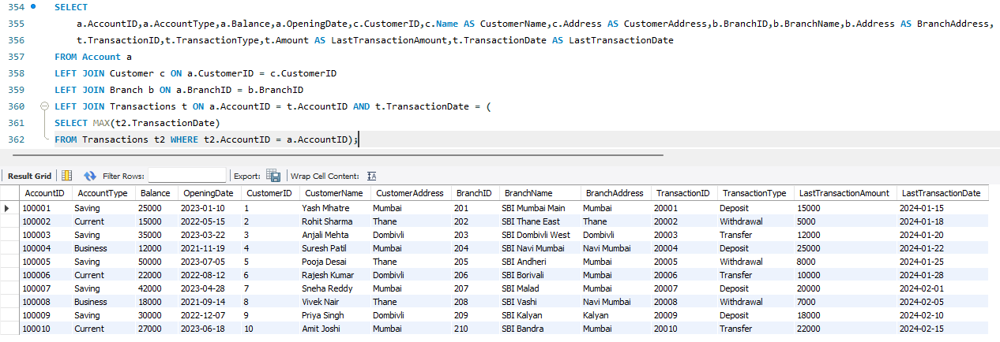 354 SELECT
355 a.AccountID,a.AccountType,a.Balance,a.OpeningDate,c.CustomerID,c.Name AS CustomerName,c.Address AS CustomerAddress,b.BranchID,b.BranchName,b.Address AS BranchAddress,
356 t.TransactionID,t.TransactionType,t.Amount AS LastTransactionAmount,t.TransactionDate AS LastTransactionDate
357 FROM Account a
358 LEFT JOIN Customer c ON a.CustomerID = c.CustomerID
359 LEFT JOIN Branch b ON a.BranchID = b.BranchID
360 LEFT JOIN Transactions t ON a.AccountID = t.AccountID AND t.TransactionDate = (
361 SELECT MAX(t2.TransactionDate)
362 FROM Transactions t2 WHERE t2.AccountID = a.AccountID);
Result Grid Filter Rows: Export: Wrap Cell Content:
AccountID AccountType Balance OpeningDate CustomerID CustomerName CustomerAddress BranchID BranchName BranchAddress TransactionID TransactionType LastTransactionAmount LastTransactionDate
100001 Saving 25000 2023-01-10 1 Yash Mhatre Mumbai 201 SBI Mumbai Main Mumbai 20001 Deposit 15000 2024-01-15
100002 Current 15000 2022-05-15 2 Rohit Sharma Thane 202 SBI Thane East Thane 20002 Withdrawal 5000 2024-01-18
100003 Saving 35000 2023-03-22 3 Anjali Mehta Dombivli 203 SBI Dombivli West Dombivli 20003 Transfer 12000 2024-01-20
100004 Business 12000 2021-11-19 4 Suresh Patil Mumbai 204 SBI Navi Mumbai Navi Mumbai 20004 Deposit 25000 2024-01-22
100005 Saving 50000 2023-07-05 5 Pooja Desai Thane 205 SBI Andheri Mumbai 20005 Withdrawal 8000 2024-01-25
100006 Current 22000 2022-08-12 6 Rajesh Kumar Dombivli 206 SBI Borivali Mumbai 20006 Transfer 10000 2024-01-28
100007 Saving 42000 2023-04-28 7 Sneha Reddy Mumbai 207 SBI Malad Mumbai 20007 Deposit 20000 2024-02-01
100008 Business 18000 2021-09-14 8 Vivek Nair Thane 208 SBI Vashi Navi Mumbai 20008 Withdrawal 7000 2024-02-05
100009 Saving 30000 2022-12-07 9 Priya Singh Dombivli 209 SBI Kalyan Kalyan 20009 Deposit 18000 2024-02-10
100010 Current 27000 2023-06-18 10 Amit Joshi Mumbai 210 SBI Bandra Mumbai 20010 Transfer 22000 2024-02-15